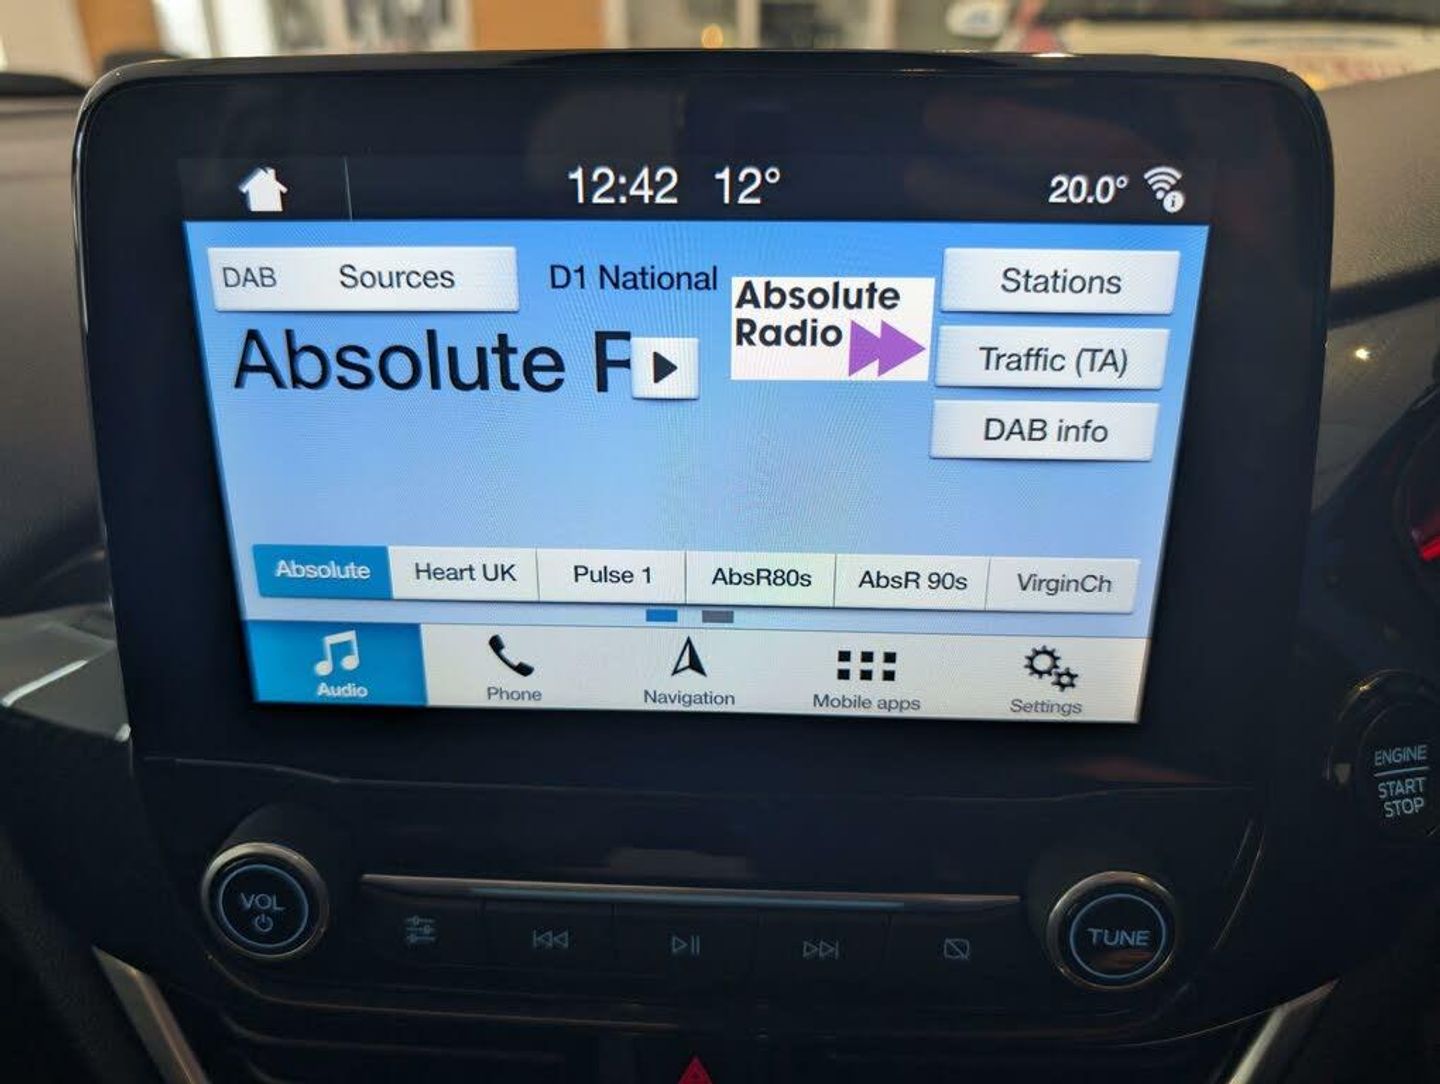 12:42 12° 20.0°
DAB Sources
D1 National
Absolute
Radio
Stations
Absolute R
Traffic (TA)
DAB info
Absolute Heart UK Pulse 1 AbsR80s AbsR 90s VirginCh
Audio Phone Navigation Mobile apps Settings
ENGINE
START
STOP
VOL
TUNE